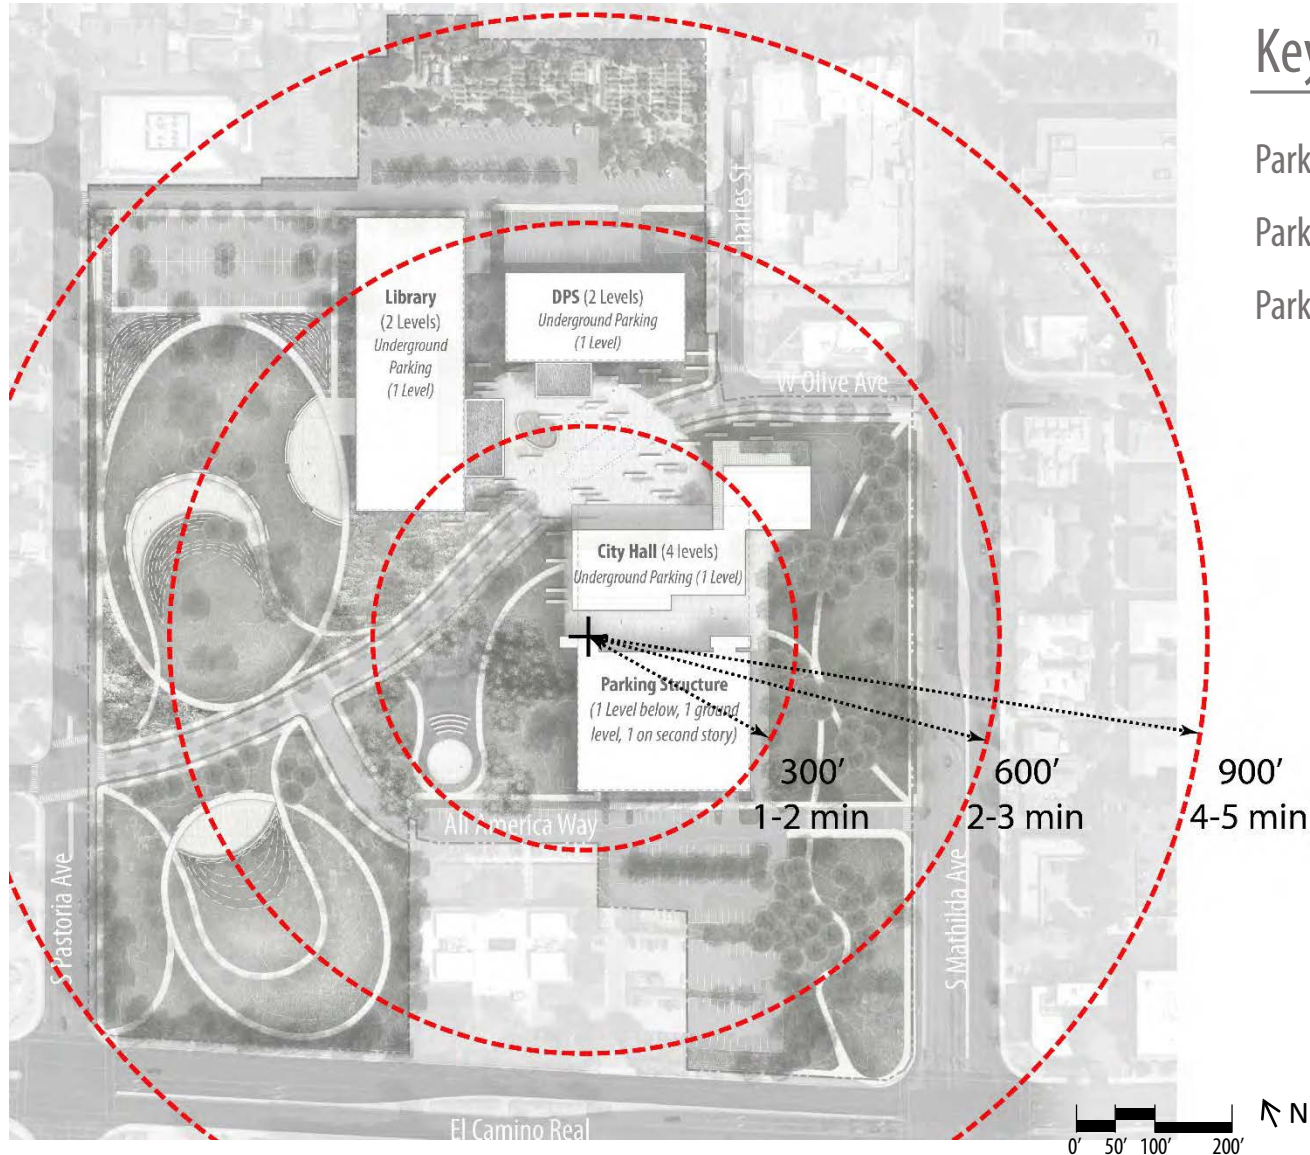 Key
Park
Park
Park
harles St
Library
(2 Levels)
Underground
Parking
(1 Level)
DPS (2 Levels)
Underground Parking
(1 Level)
W Olive Ave
City Hall (4 levels)
Underground Parking (1 Level)
Parking Structure
(1 Level below, 1 ground
level, 1 on second story)
300’
1-2 min
600’
2-3 min
900’
4-5 min
All America Way
S Pastoria Ave
S Mathilda Ave
El Camino Real
N
0’ 50’ 100’ 200’